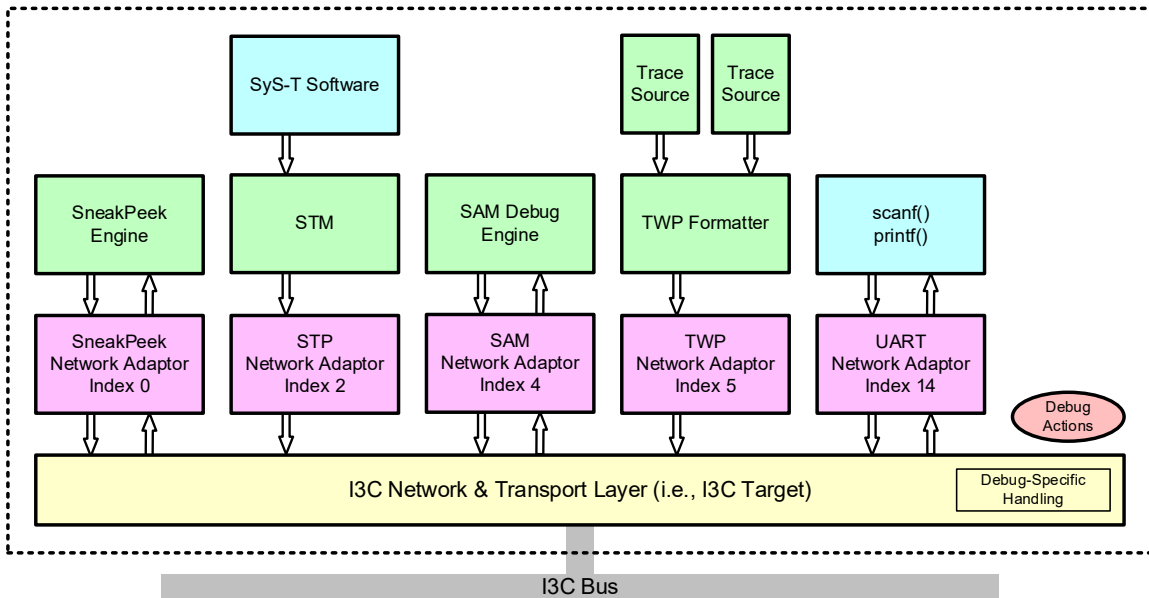 SyS-T Software
Trace
Source
Trace
Source
SneakPeek
Engine
STM
SAM Debug
Engine
TWP Formatter
scanf()
printf()
SneakPeek
Network Adaptor
Index 0
STP
Network Adaptor
Index 2
SAM
Network Adaptor
Index 4
TWP
Network Adaptor
Index 5
UART
Network Adaptor
Index 14
Debug
Actions
I3C Network & Transport Layer (i.e., I3C Target)
Debug-Specific
Handling
I3C Bus